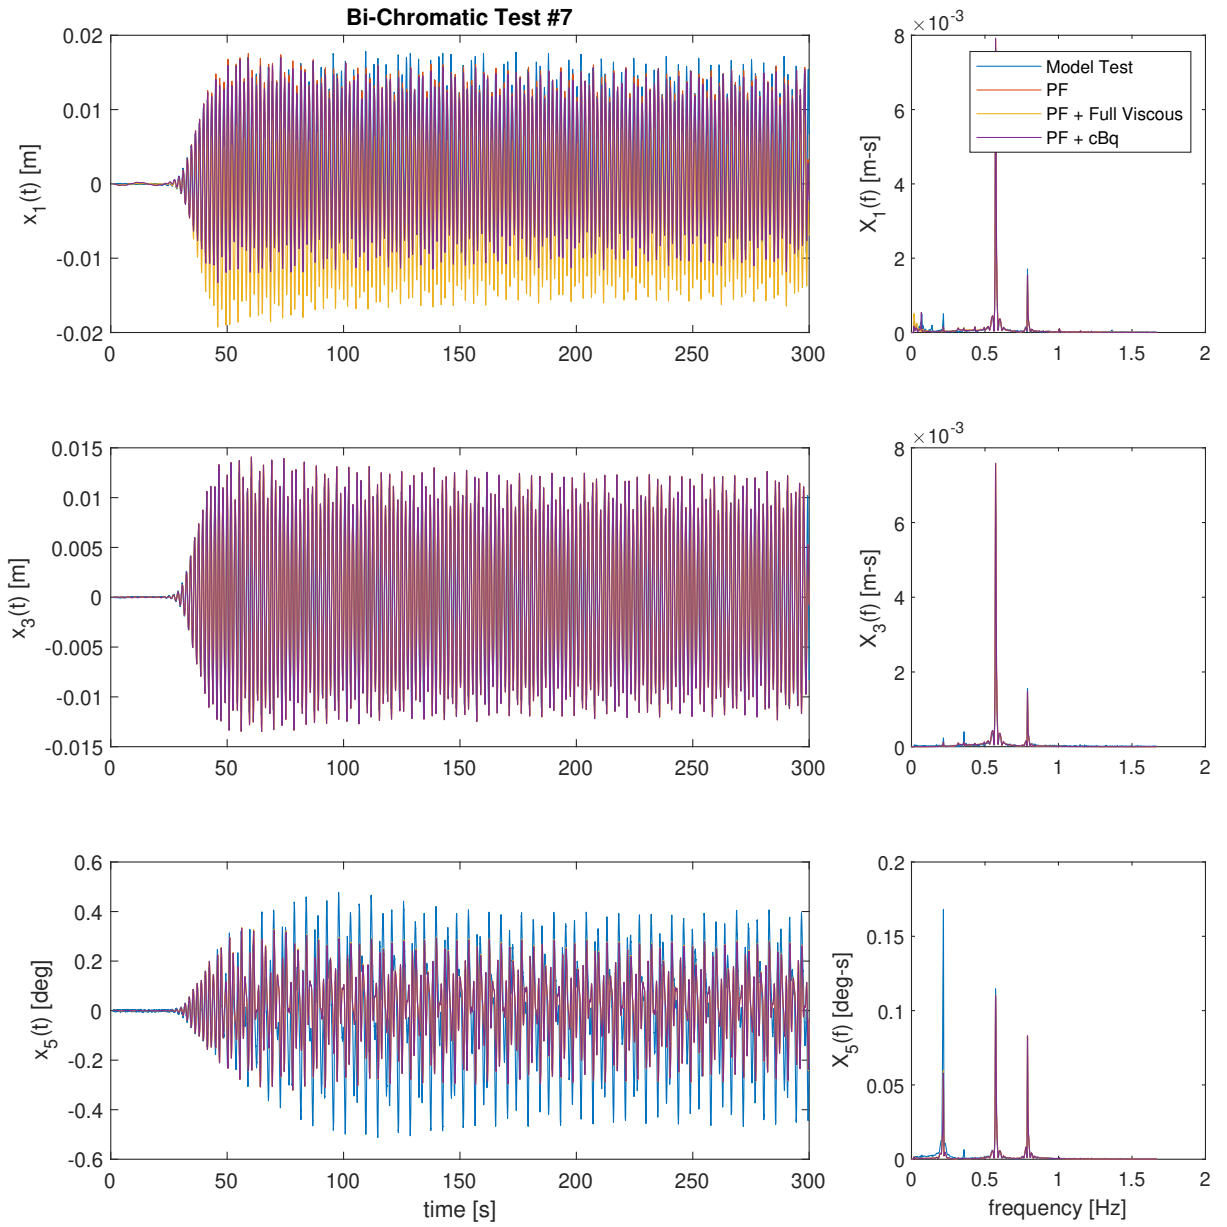 Bi-Chromatic Test #7
0.02
0.01
0
-0.01
-0.02
x1(t) [m]
0 50 100 150 200 250 300
×10-3
8
6
4
2
0
X1(f) [m-s]
0 0.5 1 1.5 2
Model Test
PF
PF + Full Viscous
PF + cBq
0.015
0.01
0.005
0
-0.005
-0.01
-0.015
x3(t) [m]
0 50 100 150 200 250 300
×10-3
8
6
4
2
0
X3(f) [m-s]
0 0.5 1 1.5 2
0.6
0.4
0.2
0
-0.2
-0.4
-0.6
x5(t) [deg]
0 50 100 150 200 250 300
time [s]
0.2
0.15
0.1
0.05
0
X5(f) [deg-s]
0 0.5 1 1.5 2
frequency [Hz]